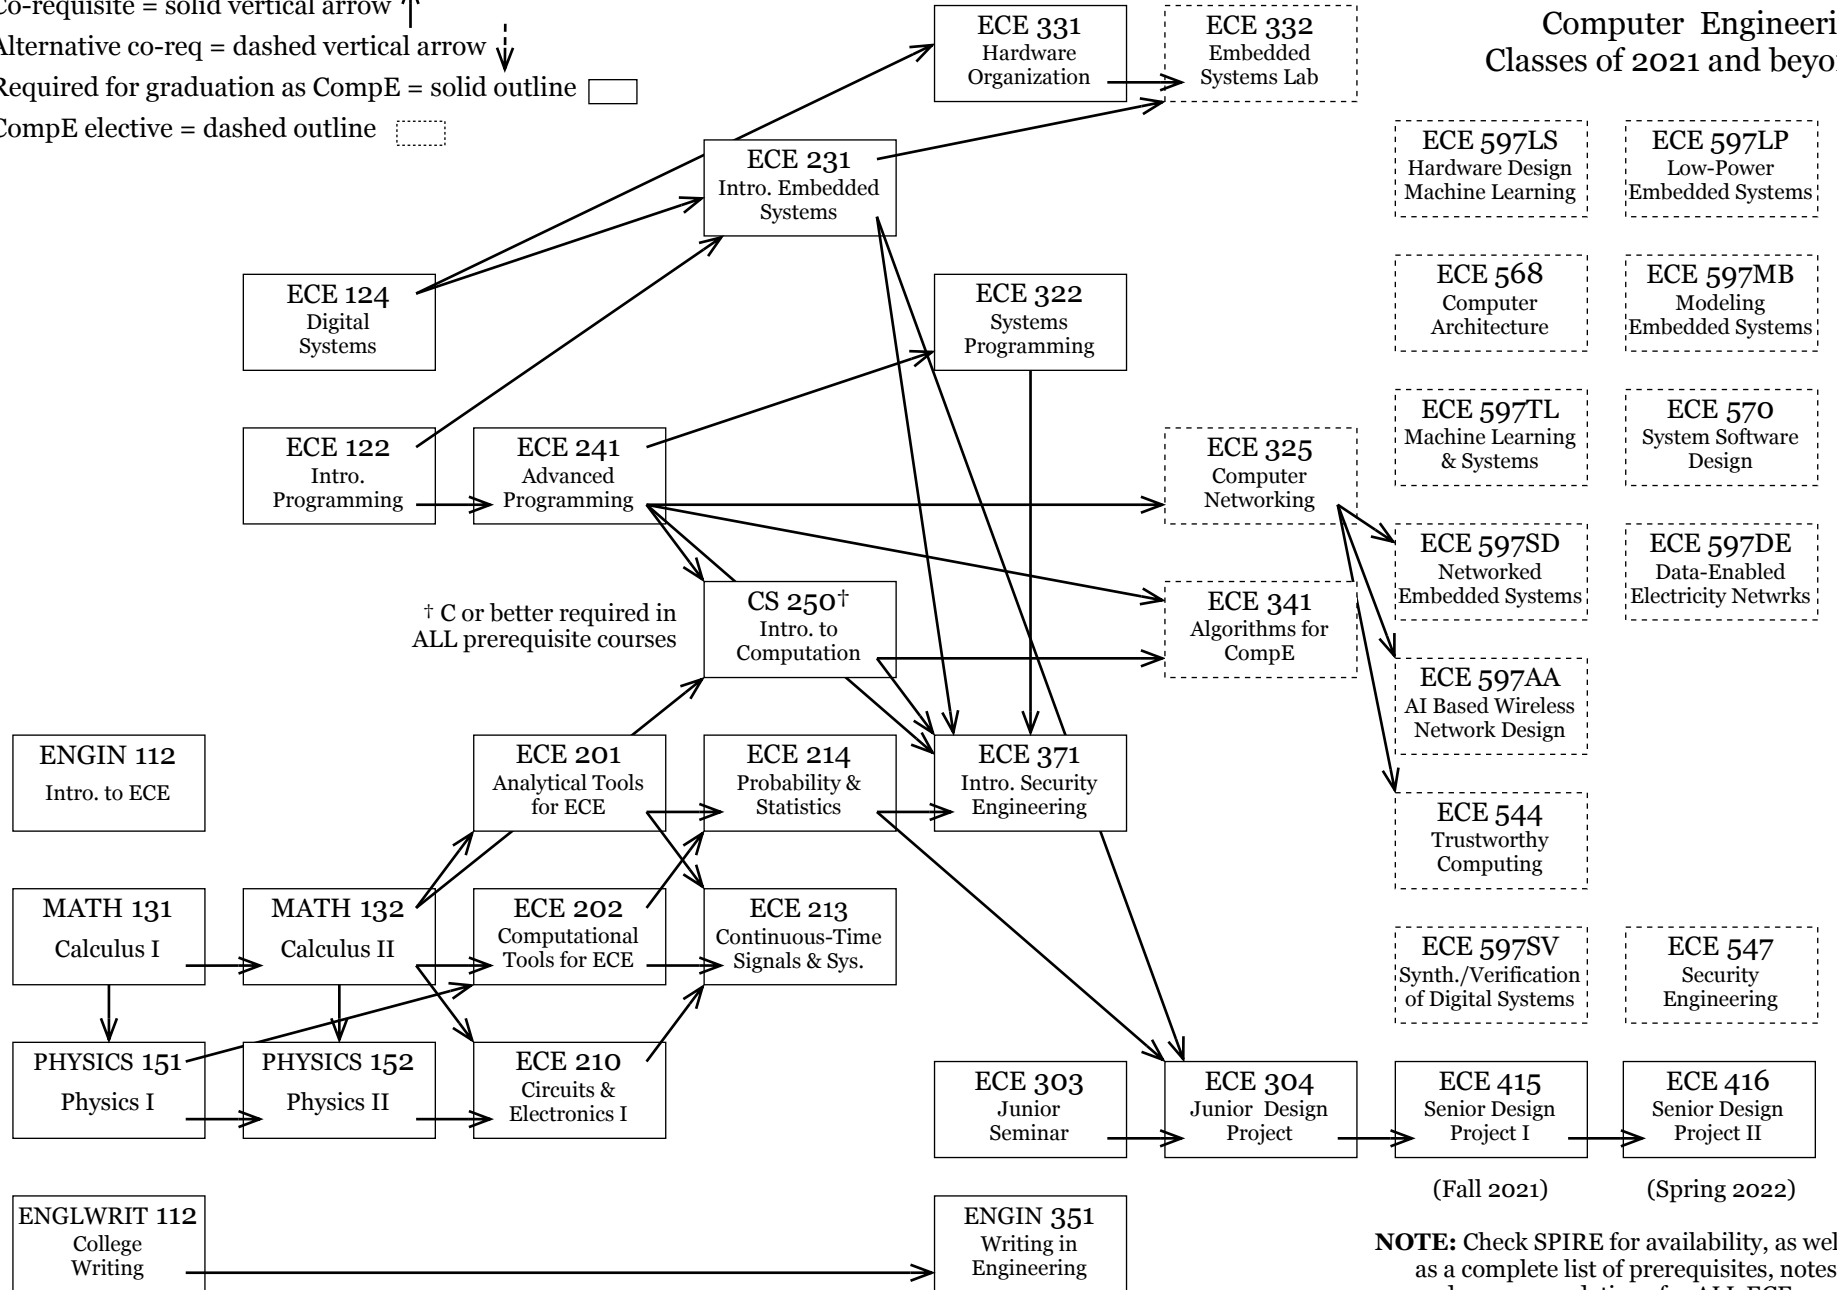 Co-requisite = solid vertical arrow
Alternative co-req = dashed vertical arrow
Required for graduation as CompE = solid outline
CompE elective = dashed outline
Computer Engineeri
Classes of 2021 and beyo
ECE 331
Hardware
Organization
ECE 332
Embedded
Systems Lab
ECE 231
Intro. Embedded
Systems
ECE 597LS
Hardware Design
Machine Learning
ECE 597LP
Low-Power
Embedded Systems
ECE 124
Digital
Systems
ECE 322
Systems
Programming
ECE 568
Computer
Architecture
ECE 597MB
Modeling
Embedded Systems
ECE 122
Intro.
Programming
ECE 241
Advanced
Programming
ECE 325
Computer
Networking
ECE 597TL
Machine Learning
& Systems
ECE 570
System Software
Design
† C or better required in
ALL prerequisite courses
CS 250†
Intro. to
Computation
ECE 341
Algorithms for
CompE
ECE 597SD
Networked
Embedded Systems
ECE 597DE
Data-Enabled
Electricity Netwrks
ECE 597AA
AI Based Wireless
Network Design
ENGIN 112
Intro. to ECE
ECE 201
Analytical Tools
for ECE
ECE 214
Probability &
Statistics
ECE 371
Intro. Security
Engineering
ECE 544
Trustworthy
Computing
MATH 131
Calculus I
MATH 132
Calculus II
ECE 202
Computational
Tools for ECE
ECE 213
Continuous-Time
Signals & Sys.
ECE 597SV
Synth./Verification
of Digital Systems
ECE 547
Security
Engineering
PHYSICS 151
Physics I
PHYSICS 152
Physics II
ECE 210
Circuits &
Electronics I
ECE 303
Junior
Seminar
ECE 304
Junior Design
Project
ECE 415
Senior Design
Project I
ECE 416
Senior Design
Project II
(Fall 2021)
(Spring 2022)
ENGLWRIT 112
College
Writing
ENGIN 351
Writing in
Engineering
NOTE: Check SPIRE for availability, as wel
as a complete list of prerequisites, notes